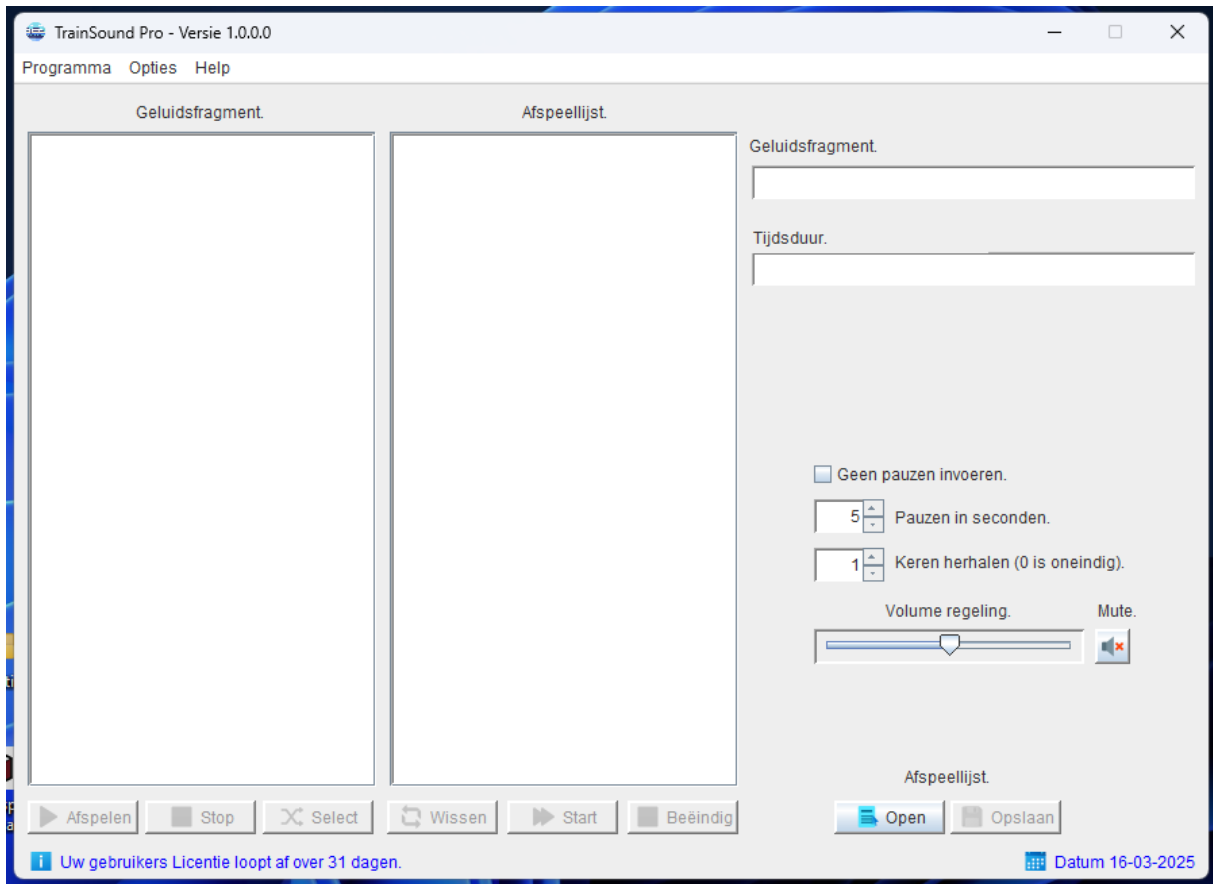 TrainSound Pro - Versie 1.0.0.0
Programma Opties Help
Geluidsfragment. Afspeellijst.
Geluidsfragment.
Tijdsduur.
Geen pauzen invoeren.
5 Pauzen in seconden.
1 Keren herhalen (0 is oneindig).
Volume regeling. Mute.
Afspeellijst.
Afspelen Stop Select Wissen Start Beëindig Open Opslaan
Uw gebruikers Licentie loopt af over 31 dagen. Datum 16-03-2025